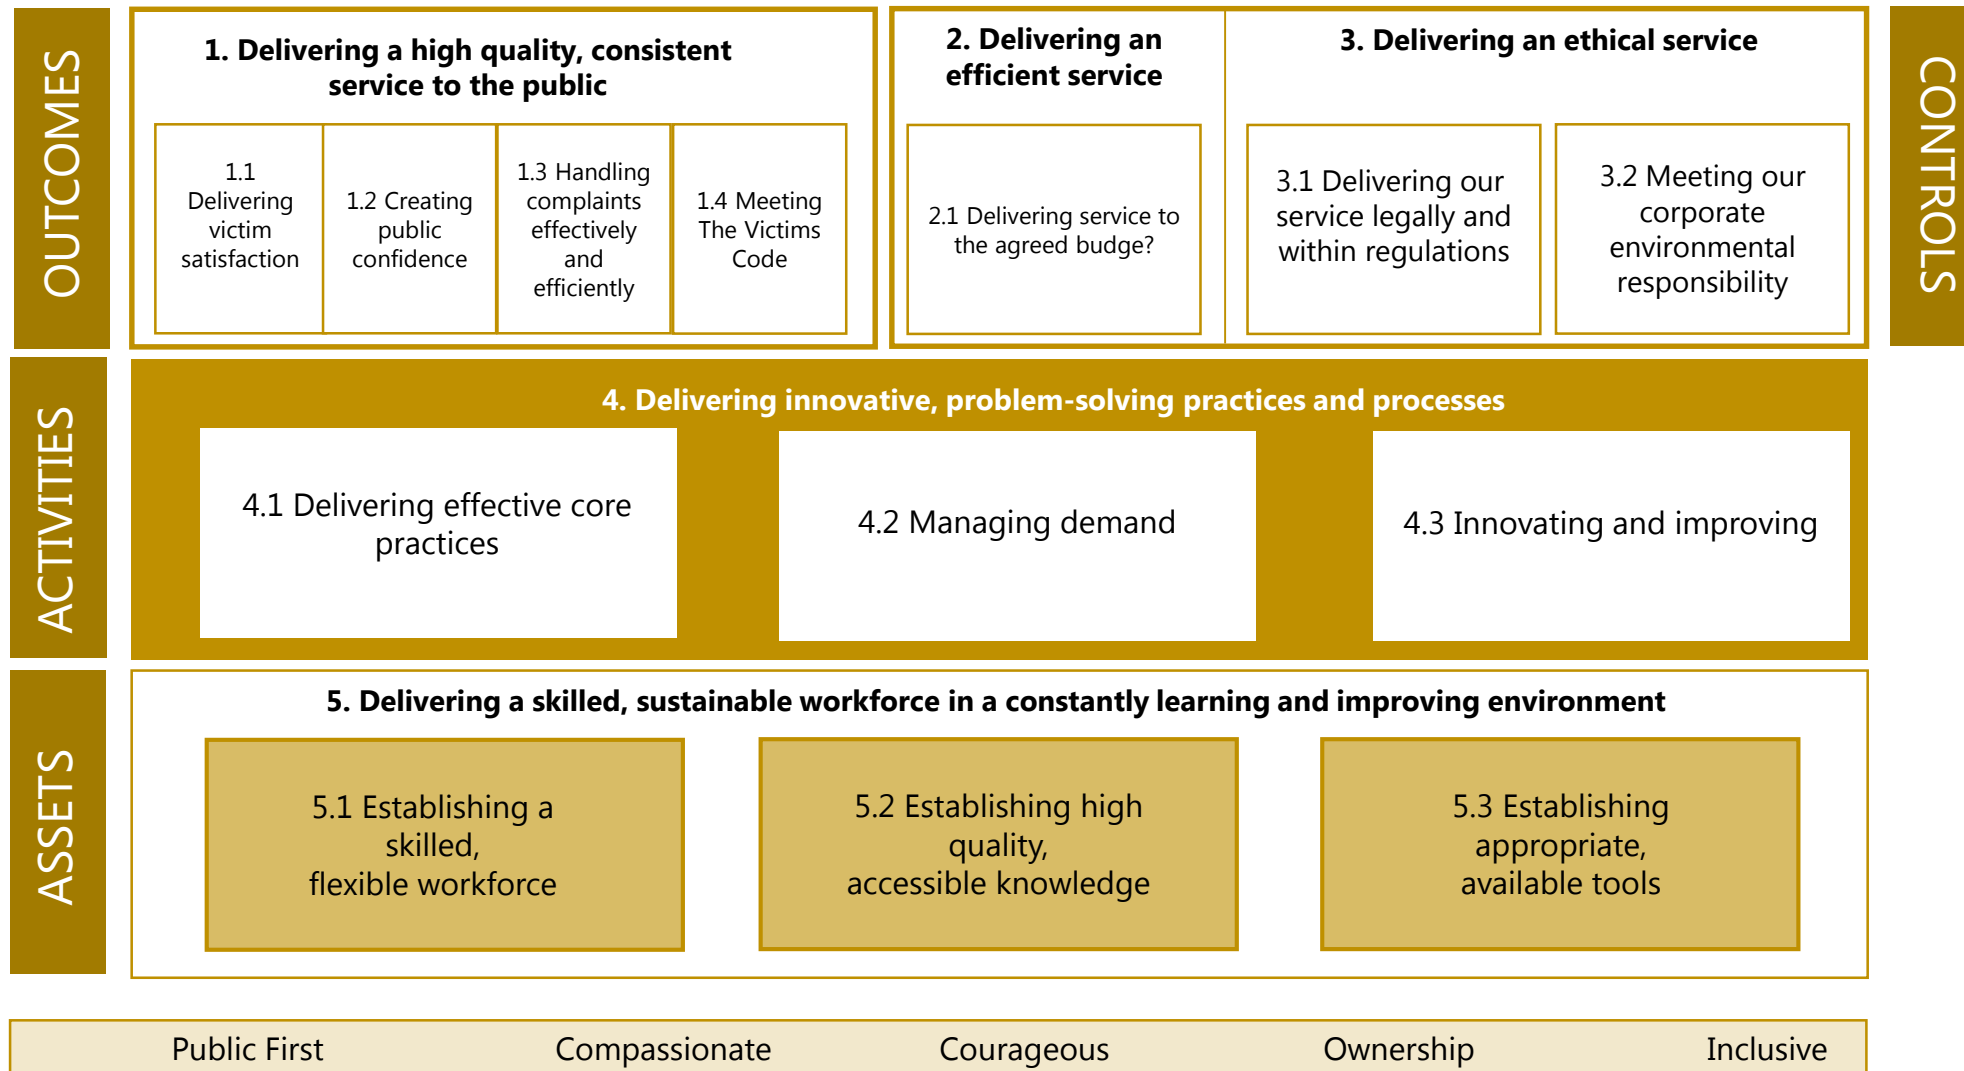 OUTCOMES
1. Delivering a high quality, consistent
service to the public
1.1
Delivering
victim
satisfaction
1.2 Creating
public
confidence
1.3 Handling
complaints
effectively
and
efficiently
1.4 Meeting
The Victims
Code
2. Delivering an
efficient service
2.1 Delivering service to
the agreed budge?
3. Delivering an ethical service
3.1 Delivering our
service legally and
within regulations
3.2 Meeting our
corporate
environmental
responsibility
CONTROLS
ACTIVITIES
4. Delivering innovative, problem-solving practices and processes
4.1 Delivering effective core
practices
4.2 Managing demand
4.3 Innovating and improving
ASSETS
5. Delivering a skilled, sustainable workforce in a constantly learning and improving environment
5.1 Establishing a
skilled,
flexible workforce
5.2 Establishing high
quality,
accessible knowledge
5.3 Establishing
appropriate,
available tools
Public First Compassionate Courageous Ownership Inclusive